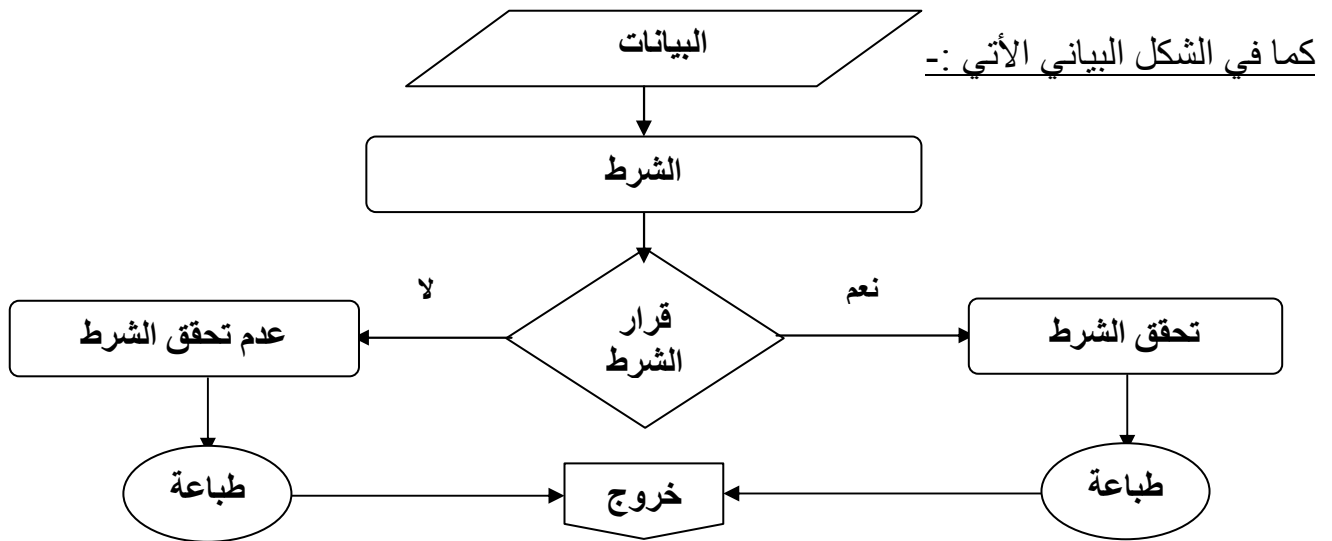 البيانات
كما في الشكل البياني الأتي :-
الشرط
نعم
لا
تحقق الشرط
قرار
الشرط
عدم تحقق الشرط
طباعة
خروج
طباعة